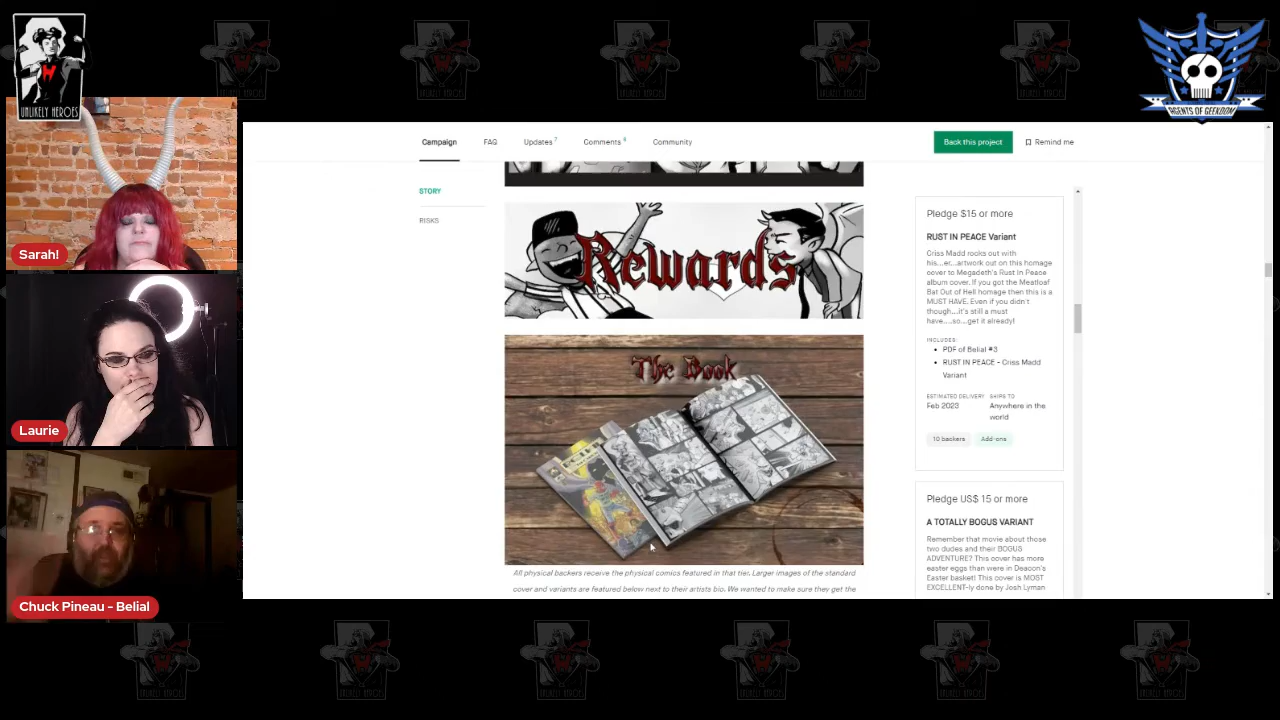 UNLIKELY HEROES
AGENTS OF GEEKDOM
Sarah!
Laurie
Chuck Pineau - Belial
Campaign
FAQ
Updates 7
Comments
Community
Back this project
Remind me
STORY
RISKS
Rewards
The Book
All physical backers receive the physical comics featured in that tier. Larger images of the standard
cover and variants are featured below next to their artists bio. We wanted to make sure they get the
Pledge $15 or more
RUST IN PEACE Variant
Criss Madd rocks out with
his...er...artwork out on this homage
cover to Megadeth's Rust In Peace
album cover. If you got the Meatloaf
Bat Out of Hell homage then this is a
MUST HAVE. Even if you didn't
though....it's still a must
have.....so....get it already!
INCLUDES:
PDF of Belial #3
RUST IN PEACE - Criss Madd
Variant
ESTIMATED DELIVERY
Feb 2023
SHIPS TO
Anywhere in the
world
10 backers
Add-ons
Pledge US$ 15 or more
A TOTALLY BOGUS VARIANT
Remember that movie about those
two dudes and their BOGUS
ADVENTURE? This cover has more
easter eggs than were in Deacon's
Easter basket! This cover is MOST
EXCELLENT-ly done by Josh Lyman